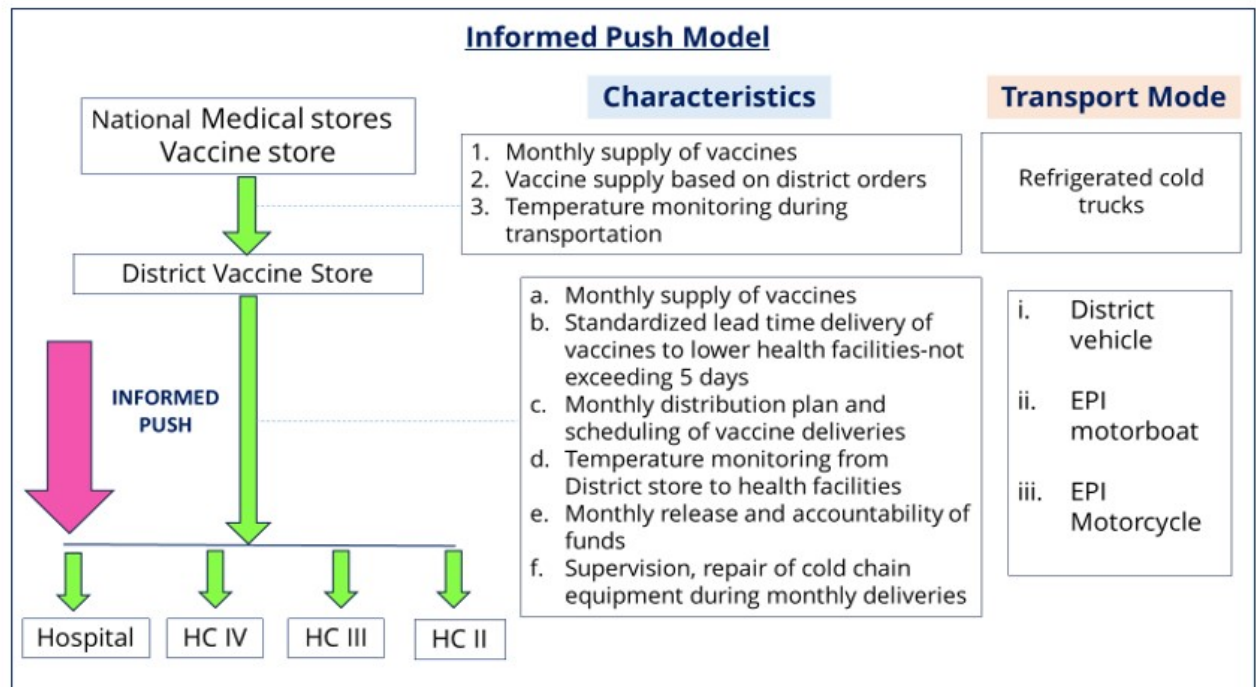 Informed Push Model
Characteristics
Transport Mode
National Medical stores
Vaccine store
1. Monthly supply of vaccines
2. Vaccine supply based on district orders
3. Temperature monitoring during
transportation
Refrigerated cold
trucks
District Vaccine Store
INFORMED
PUSH
a. Monthly supply of vaccines
b. Standardized lead time delivery of
vaccines to lower health facilities-not
exceeding 5 days
c. Monthly distribution plan and
scheduling of vaccine deliveries
d. Temperature monitoring from
District store to health facilities
e. Monthly release and accountability of
funds
f. Supervision, repair of cold chain
equipment during monthly deliveries
i. District
vehicle
ii. EPI
motorboat
iii. EPI
Motorcycle
Hospital
HC IV
HC III
HC II